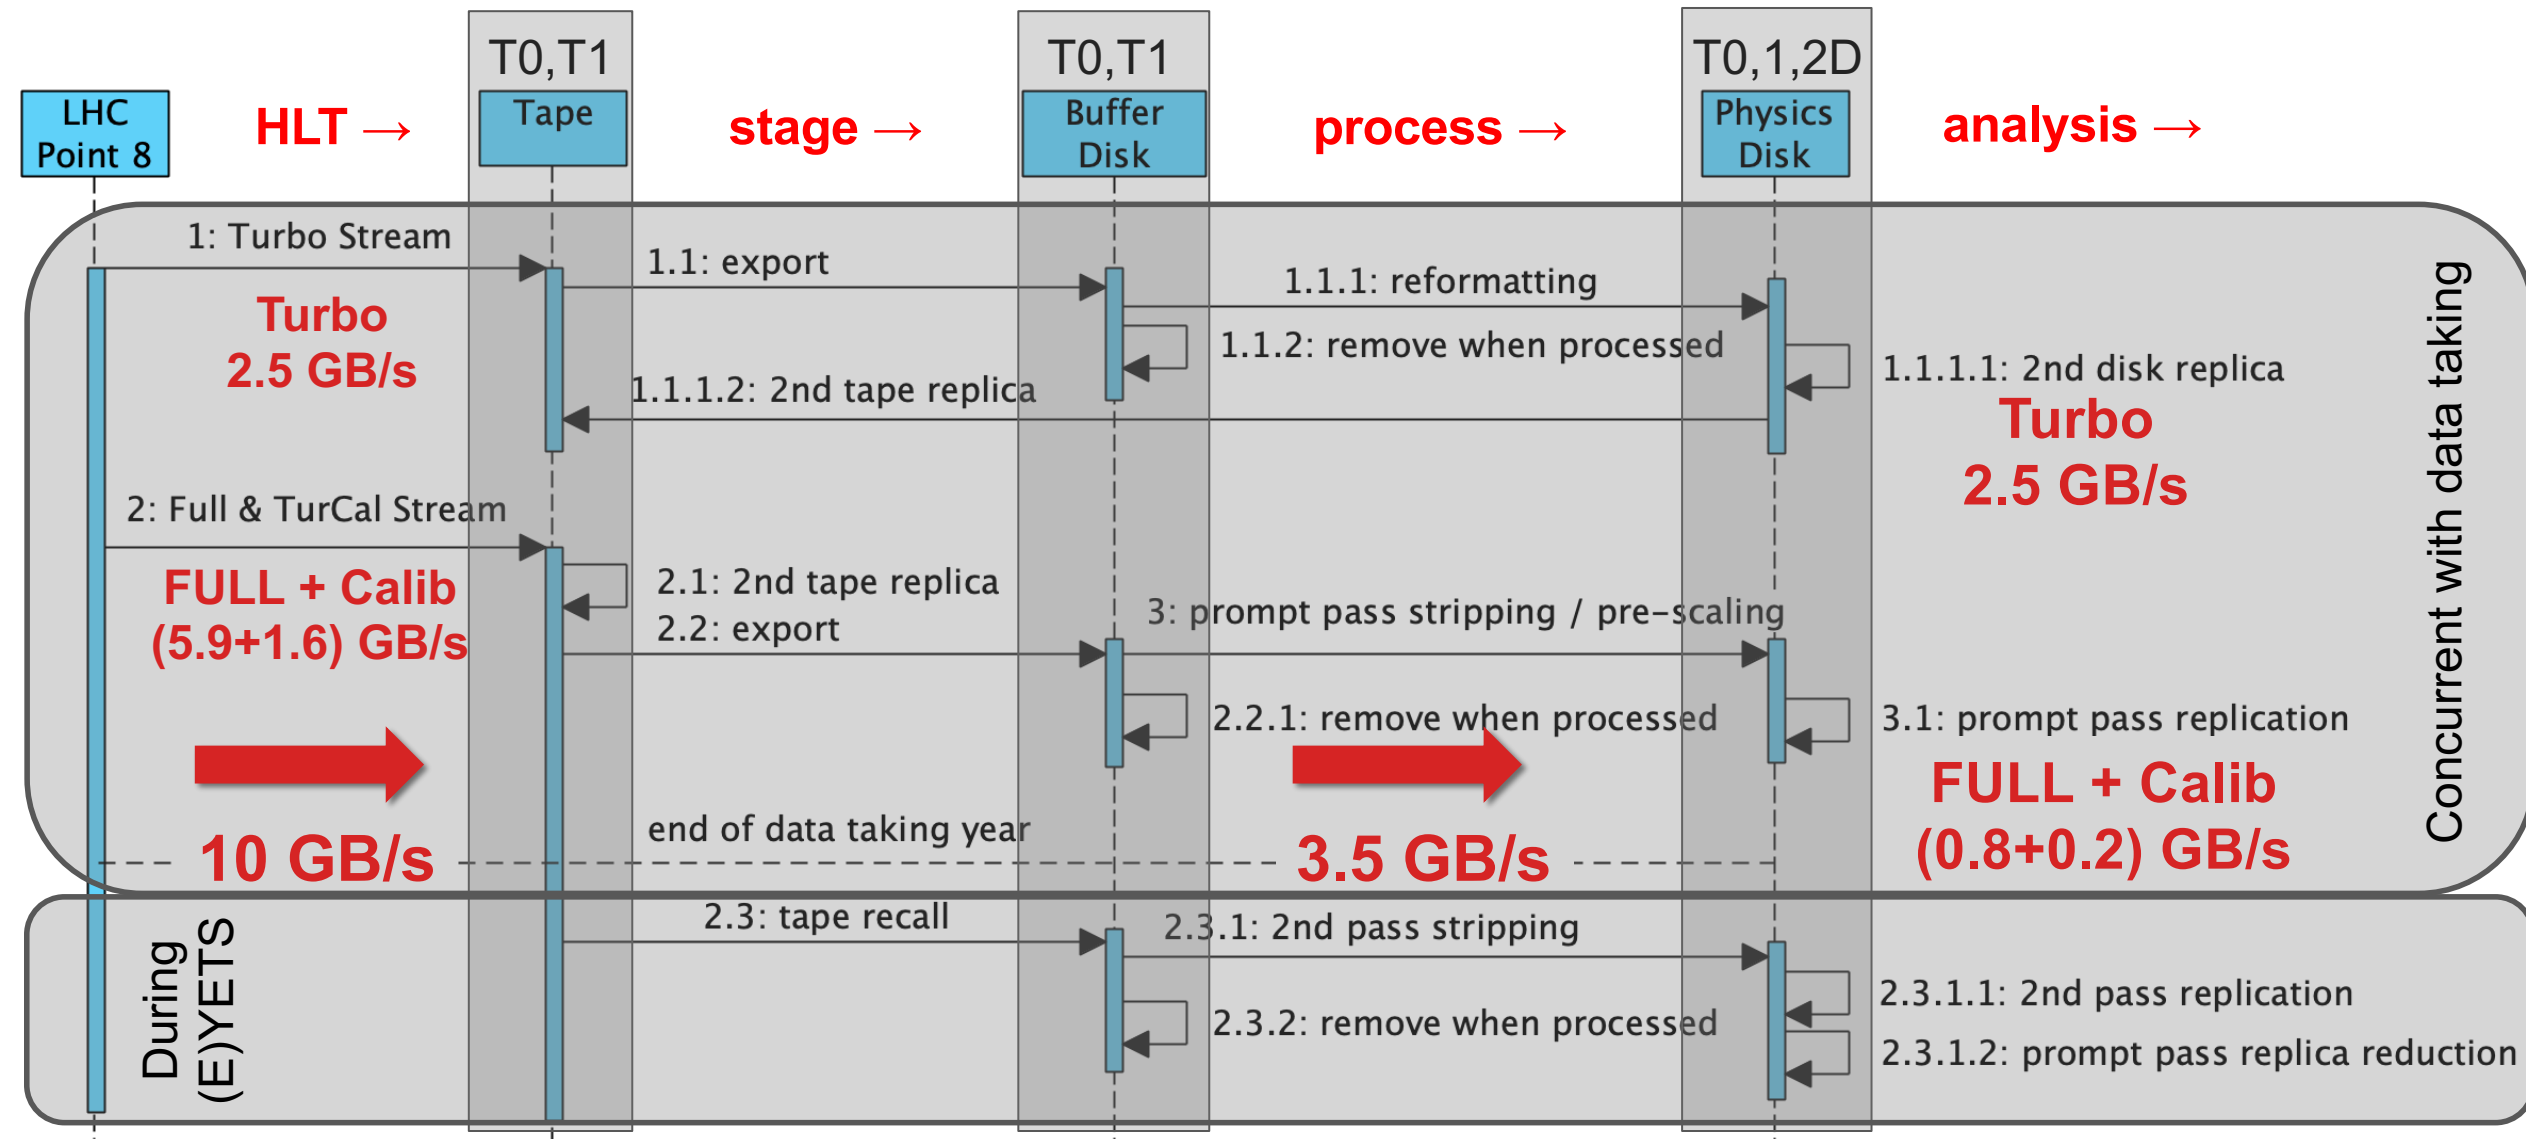 T0,T1
T0,T1
T0,1,2D
LHC
Point 8
HLT →
Tape
stage →
Buffer
Disk
process →
Physics
Disk
analysis →
1: Turbo Stream
1.1: export
1.1.1: reformatting
Turbo
2.5 GB/s
1.1.2: remove when processed
1.1.1.1: 2nd disk replica
1.1.1.2: 2nd tape replica
Turbo
2.5 GB/s
2: Full & TurCal Stream
FULL + Calib
(5.9+1.6) GB/s
2.1: 2nd tape replica
2.2: export
3: prompt pass stripping / pre-scaling
2.2.1: remove when processed
3.1: prompt pass replication
FULL + Calib
(0.8+0.2) GB/s
end of data taking year
10 GB/s
3.5 GB/s
Concurrent with data taking
During
(E)YETS
2.3: tape recall
2.3.1: 2nd pass stripping
2.3.2: remove when processed
2.3.1.1: 2nd pass replication
2.3.1.2: prompt pass replica reduction